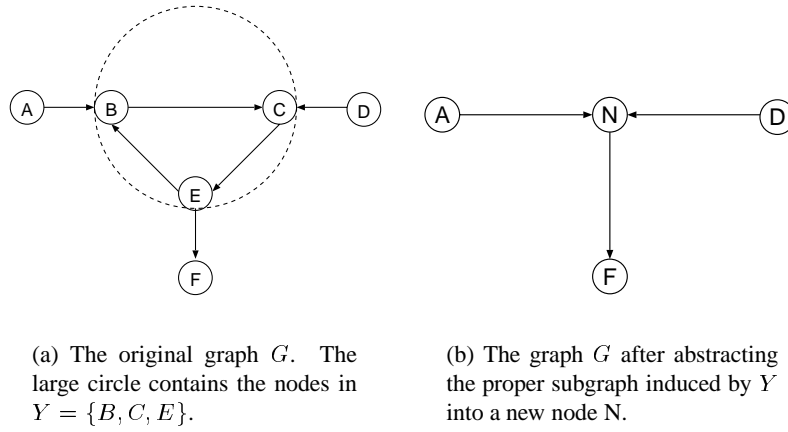 A B C D
E
F
A N D
F
(a) The original graph G. The
large circle contains the nodes in
Y = {B, C, E}.
(b) The graph G after abstracting
the proper subgraph induced by Y
into a new node N.